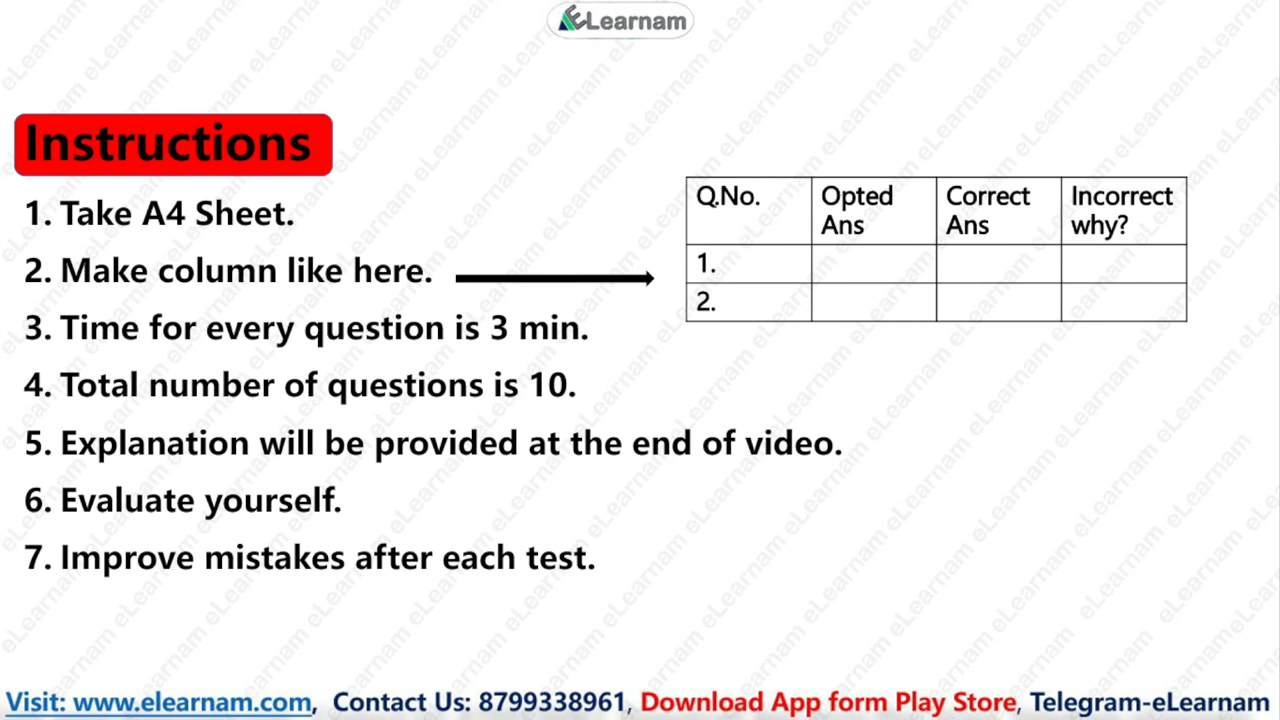 ELearnam
Instructions
1. Take A4 Sheet.
2. Make column like here.
3. Time for every question is 3 min.
4. Total number of questions is 10.
5. Explanation will be provided at the end of video.
6. Evaluate yourself.
7. Improve mistakes after each test.
Q.No. Opted Ans Correct Ans Incorrect why?
1.
2.
Visit: www.elearnam.com, Contact Us: 8799338961, Download App form Play Store, Telegram-eLearnam